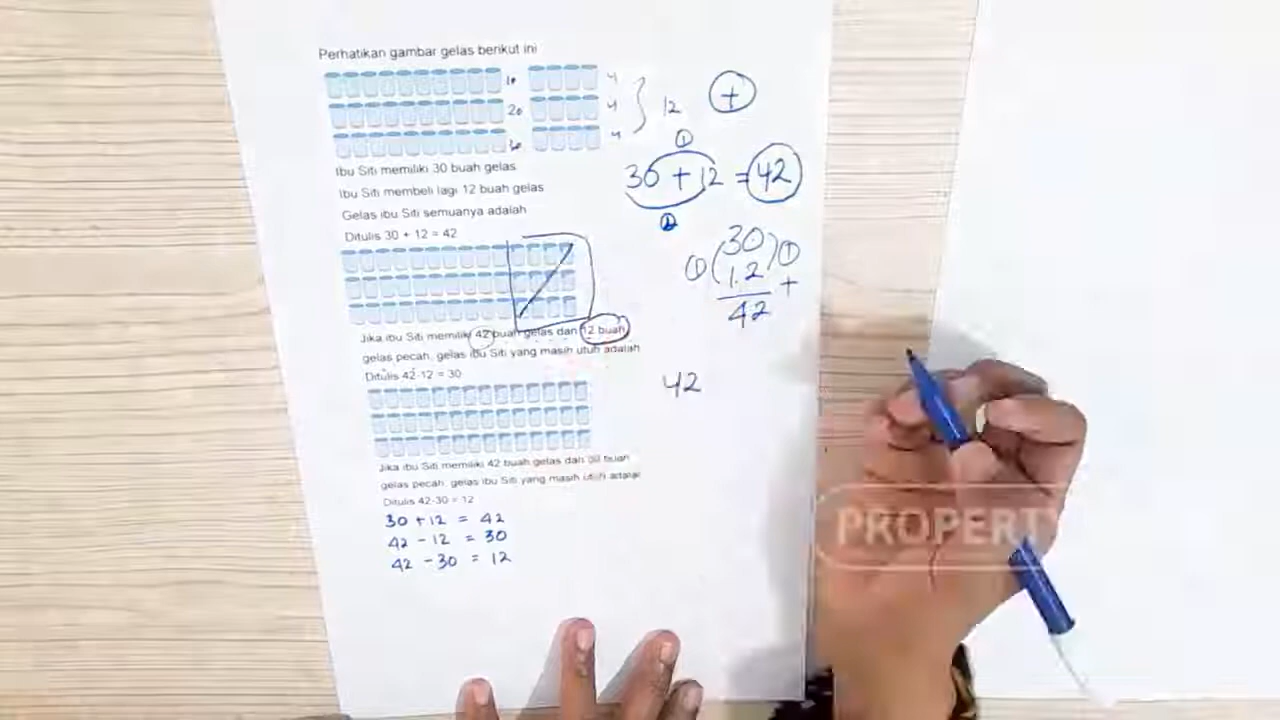 Perhatikan gambar gelas berikut ini
10 4
20 4 } 12 +
30 4
Ibu Siti memiliki 30 buah gelas
Ibu Siti membeli lagi 12 buah gelas
Gelas ibu Siti semuanya adalah
Ditulis 30 + 12 = 42
1
30 + 12 = 42
2
30
12 +
42
Jika ibu Siti memiliki 42 buah gelas dan 12 buah
gelas pecah, gelas ibu Siti yang masih utuh adalah
Ditulis 42-12 = 30
42
Jika ibu Siti memiliki 42 buah gelas dan 30 buah
gelas pecah, gelas ibu Siti yang masih utuh adalah
Ditulis 42-30 = 12
30 + 12 = 42
42 - 12 = 30
42 - 30 = 12
PROPERTY